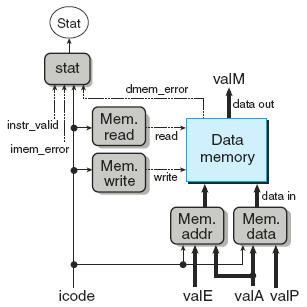 Stat
stat
dmem_error
valM
data out
instr_valid
imem_error
Mem.
read
read
Data
memory
Mem.
write
write
data in
Mem.
addr
Mem.
data
icode
valE
valA
valP